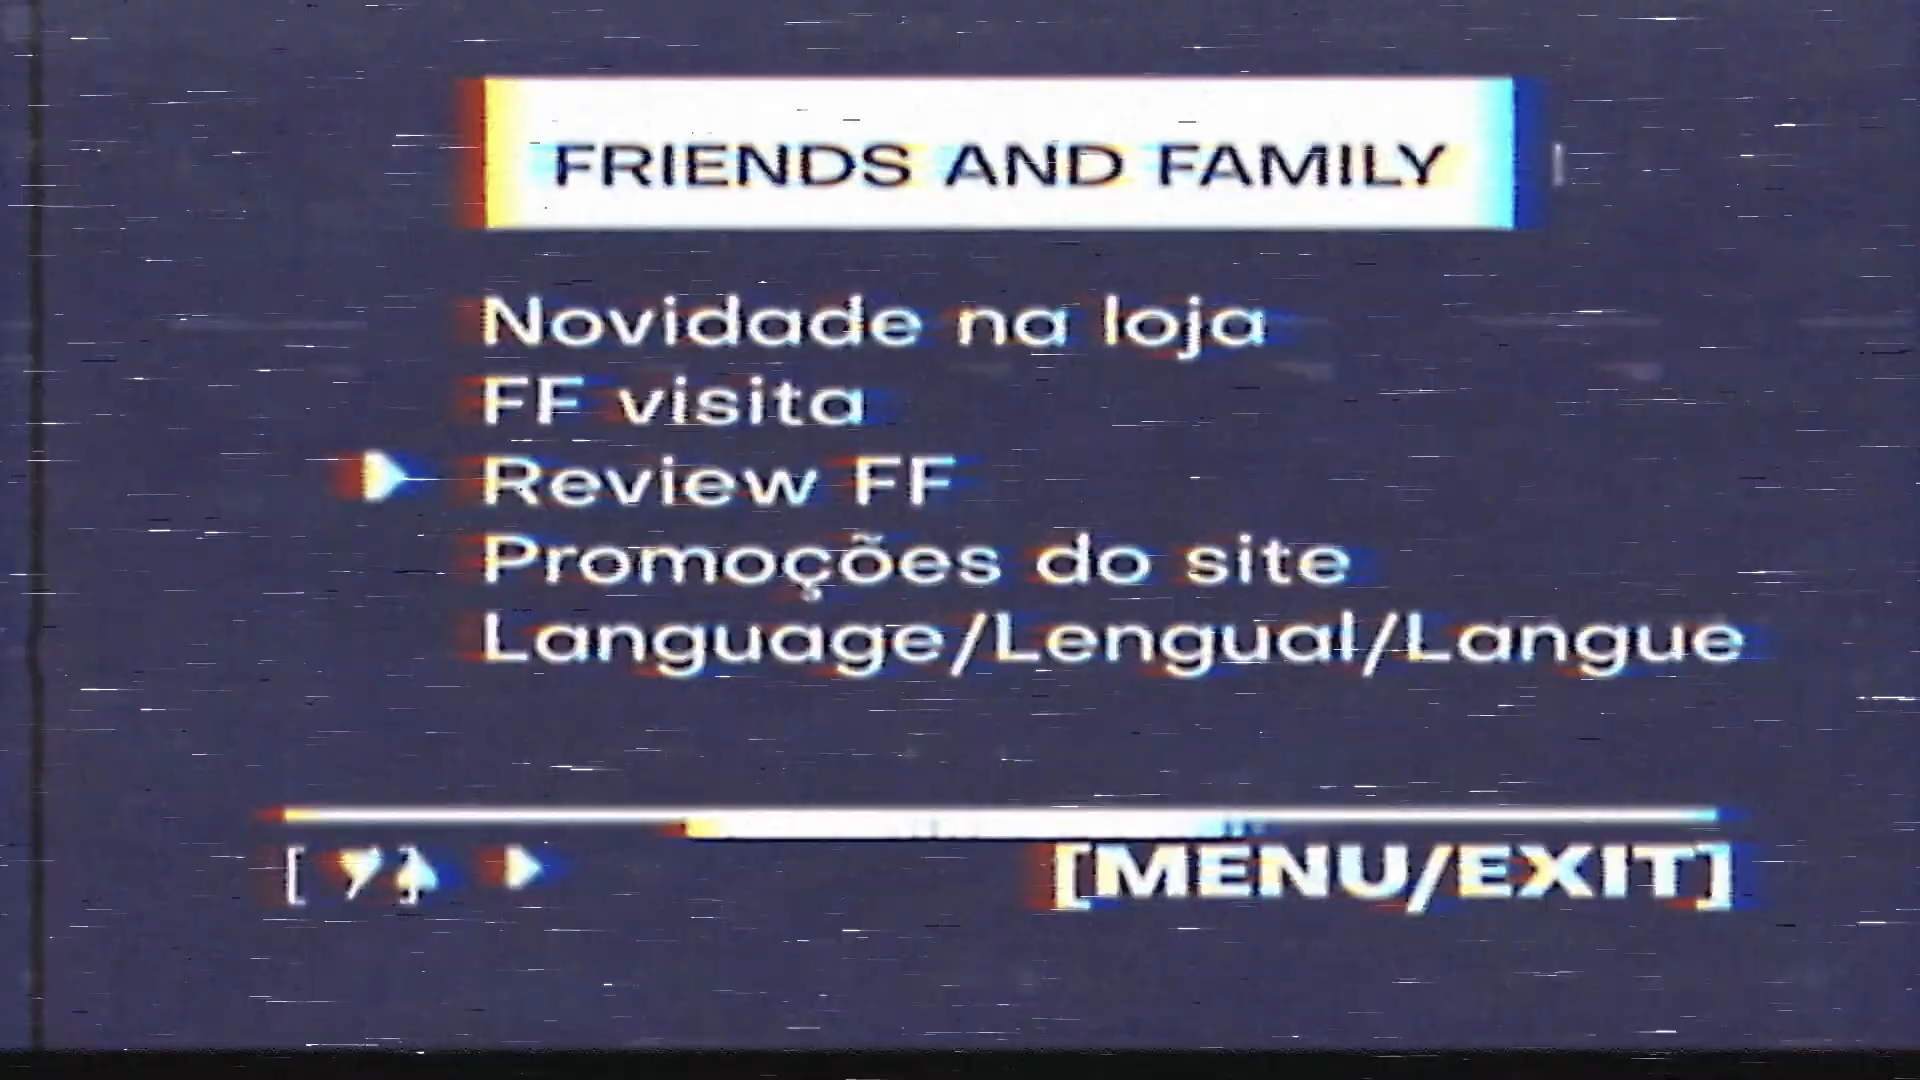 FRIENDS AND FAMILY
Novidade na loja
FF visita
Review FF
Promoções do site
Language/Lengual/Langue
[MENU/EXIT]